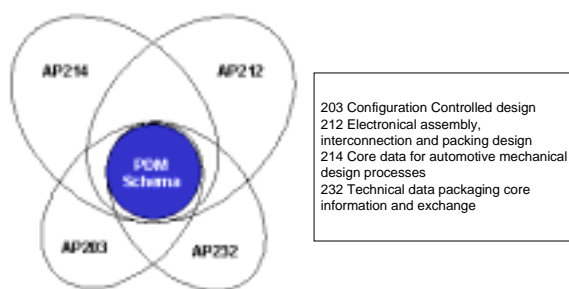 AP214
AP212
PDM
Schema
AP203
AP232
203 Configuration Controlled design
212 Electronical assembly,
interconnection and packing design
214 Core data for automotive mechanical
design processes
232 Technical data packaging core
information and exchange